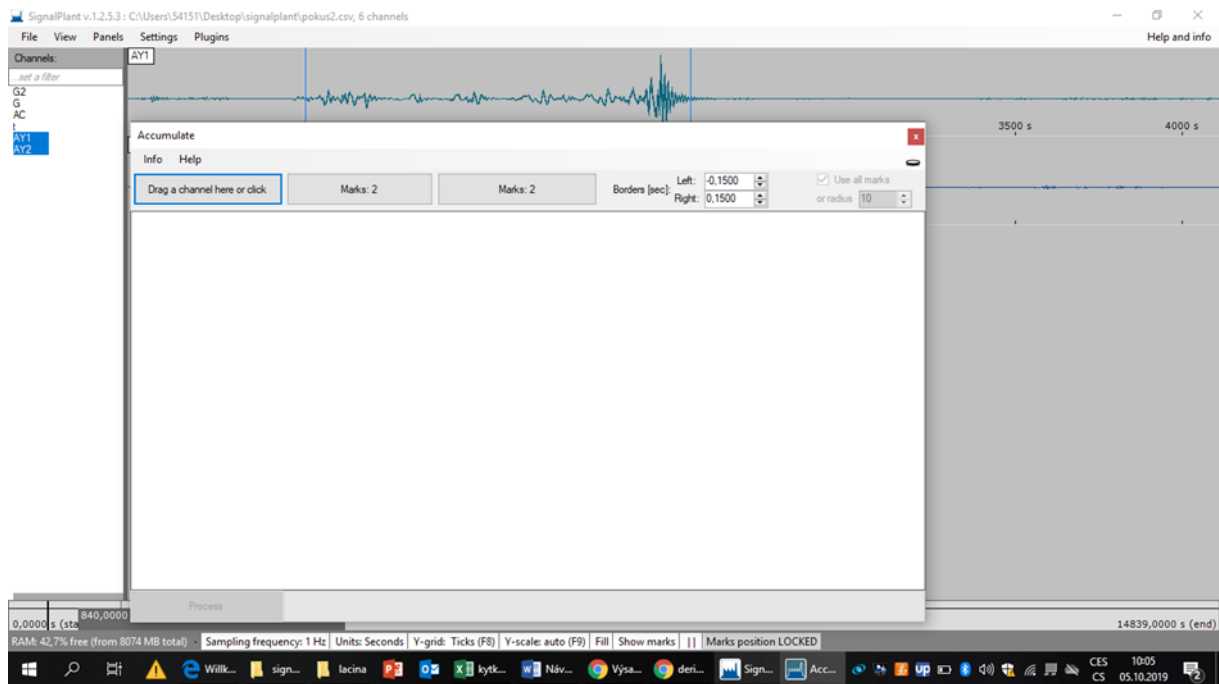 SignalPlant v.1.2.5.3 : C:\Users\54151\Desktop\signalplant\pokus2.csv, 6 channels
File View Panels Settings Plugins Help and info
Channels:
...set a filter
G2
G
AC
t
AY1
AY2
AY1
3500 s 4000 s
Accumulate
Info Help
Drag a channel here or click Marks: 2 Marks: 2 Borders [sec]: Left: -0,1500 Use all marks
Right: 0,1500 or radius 10
Process
840,0000
0,0000 s (sta 14839,0000 s (end)
RAM: 42,7% free (from 8074 MB total) - Sampling frequency: 1 Hz Units: Seconds Y-grid: Ticks (F8) Y-scale: auto (F9) Fill Show marks || Marks position LOCKED
Willk... sign... lacina kytk... Náv... Výsa... deri... Sign... Acc... CES 10:05
CS 05.10.2019